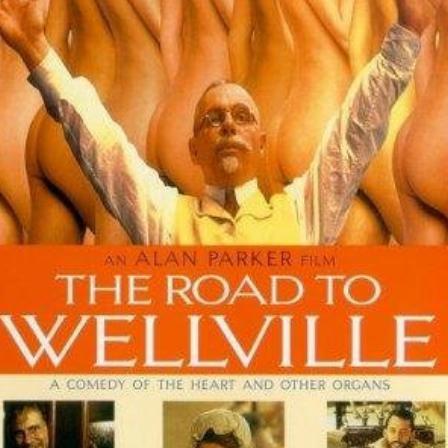 AN ALAN PARKER FILM
THE ROAD TO
WELLVILLE
A COMEDY OF THE HEART AND OTHER ORGANS